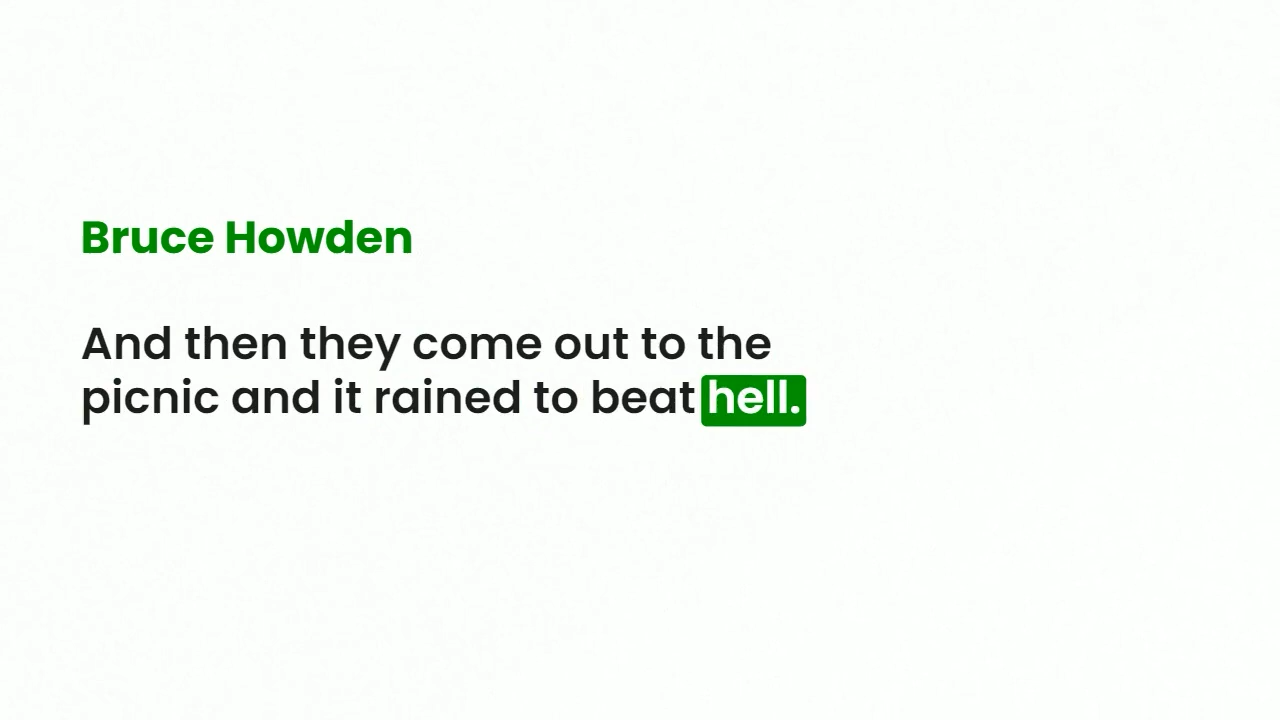 Bruce Howden
And then they come out to the
picnic and it rained to beat hell.